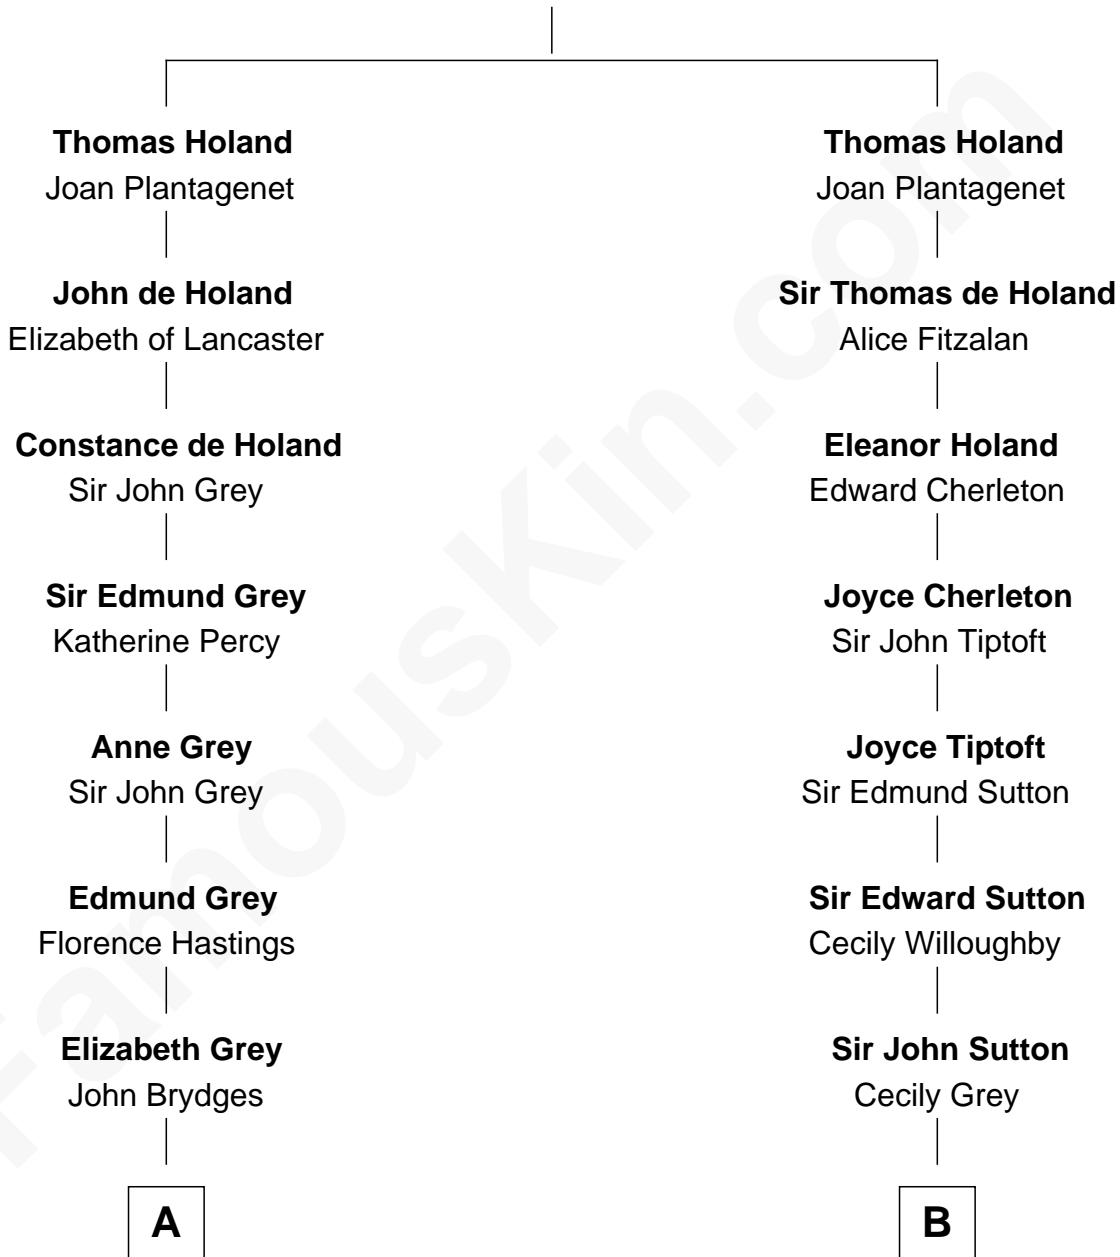 Thomas Holand
Joan Plantagenet
John de Holand
Elizabeth of Lancaster
Constance de Holand
Sir John Grey
Sir Edmund Grey
Katherine Percy
Anne Grey
Sir John Grey
Edmund Grey
Florence Hastings
Elizabeth Grey
John Brydges
A
Thomas Holand
Joan Plantagenet
Sir Thomas de Holand
Alice Fitzalan
Eleanor Holand
Edward Cherleton
Joyce Cherleton
Sir John Tiptoft
Joyce Tiptoft
Sir Edmund Sutton
Sir Edward Sutton
Cecily Willoughby
Sir John Sutton
Cecily Grey
B
FamousKin.com